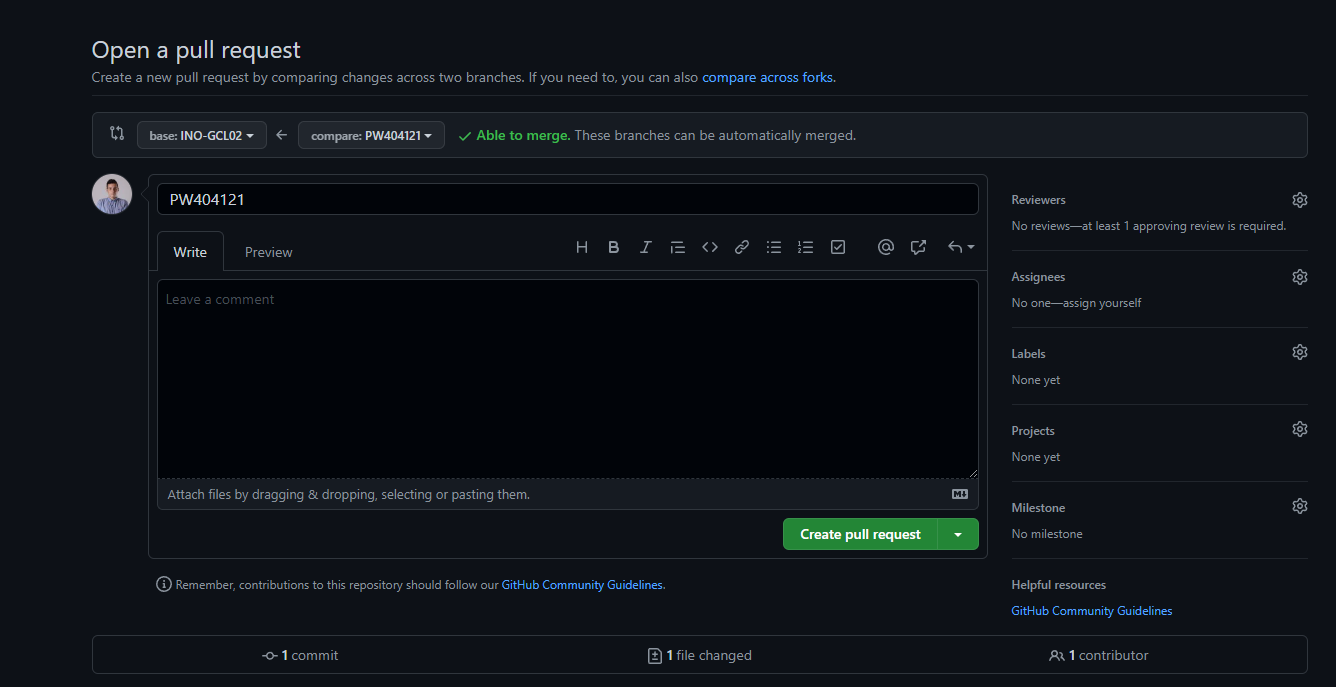 Open a pull request
Create a new pull request by comparing changes across two branches. If you need to, you can also compare across forks.
base: INO-GCL02
compare: PW404121
Able to merge. These branches can be automatically merged.
PW404121
Write
Preview
H B I
Leave a comment
Attach files by dragging & dropping, selecting or pasting them.
Create pull request
Remember, contributions to this repository should follow our GitHub Community Guidelines.
Reviewers
No reviews—at least 1 approving review is required.
Assignees
No one—assign yourself
Labels
None yet
Projects
None yet
Milestone
No milestone
Helpful resources
GitHub Community Guidelines
1 commit
1 file changed
1 contributor